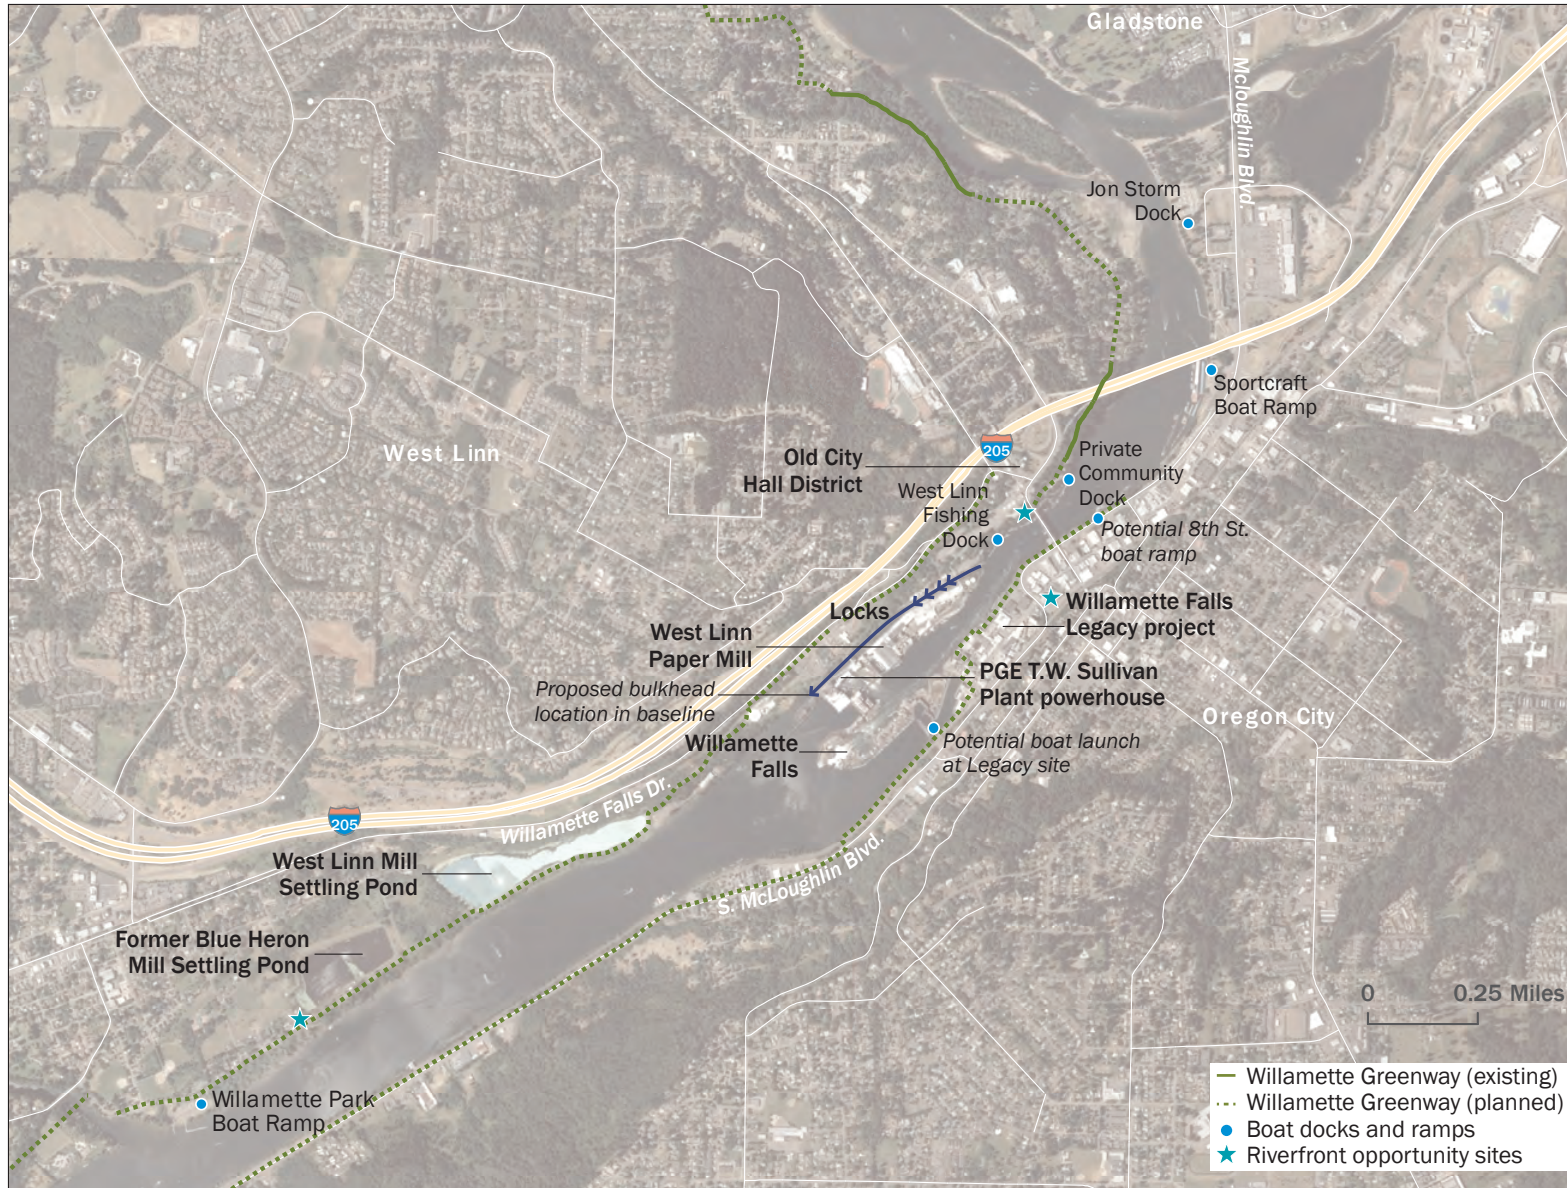 Gladstone
Mcloughlin Blvd.
Jon Storm
Dock
Sportcraft
Boat Ramp
West Linn
205
Old City
Hall District
Private
Community
Dock
West Linn
Fishing
Dock
Potential 8th St.
boat ramp
Locks
Willamette Falls
Legacy project
West Linn
Paper Mill
PGE T.W. Sullivan
Plant powerhouse
Proposed bulkhead
location in baseline
Oregon City
Willamette
Falls
Potential boat launch
at Legacy site
Willamette Falls Dr.
205
West Linn Mill
Settling Pond
S. McLoughlin Blvd.
Former Blue Heron
Mill Settling Pond
0 0.25 Miles
Willamette Park
Boat Ramp
Willamette Greenway (existing)
Willamette Greenway (planned)
Boat docks and ramps
Riverfront opportunity sites